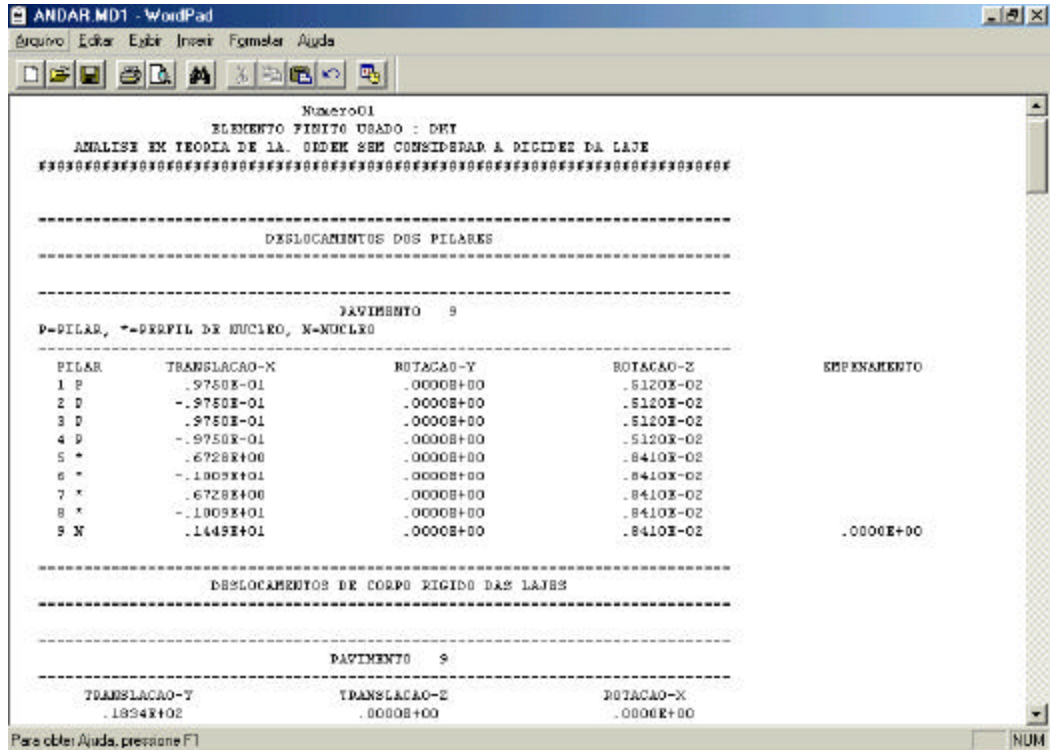 ANDAR.MD1 - WordPad
Arquivo Editar Exibir Inserir Formatar Ajuda
Numero01
ELEMENTO FINITO USADO : DKT
ANALISE EM TEORIA DE 1A. ORDEM SEM CONSIDERAR A RIGIDEZ DA LAJE
DESLOCAMENTOS DOS PILARES
PAVIMENTO 9
P=PILAR, *=PERFIL DE NUCLEO, N=NUCLEO
PILAR TRANSLACAO-X ROTACAO-Y ROTACAO-Z EMPENAMENTO
1 P .9750E-01 .0000E+00 .5120E-02
2 P -.9750E-01 .0000E+00 .5120E-02
3 P .9750E-01 .0000E+00 .5120E-02
4 P -.9750E-01 .0000E+00 .5120E-02
5 * .6728E+00 .0000E+00 .8410E-02
6 * -.1009E+01 .0000E+00 .8410E-02
7 * .6728E+00 .0000E+00 .8410E-02
8 * -.1009E+01 .0000E+00 .8410E-02
9 N .1449E+01 .0000E+00 .8410E-02 .0000E+00
DESLOCAMENTOS DE CORPO RIGIDO DAS LAJES
PAVIMENTO 9
TRANSLACAO-Y TRANSLACAO-Z ROTACAO-X
.1894E+02 .0000E+00 .0000E+00
Para obter Ajuda, pressione F1 NUM